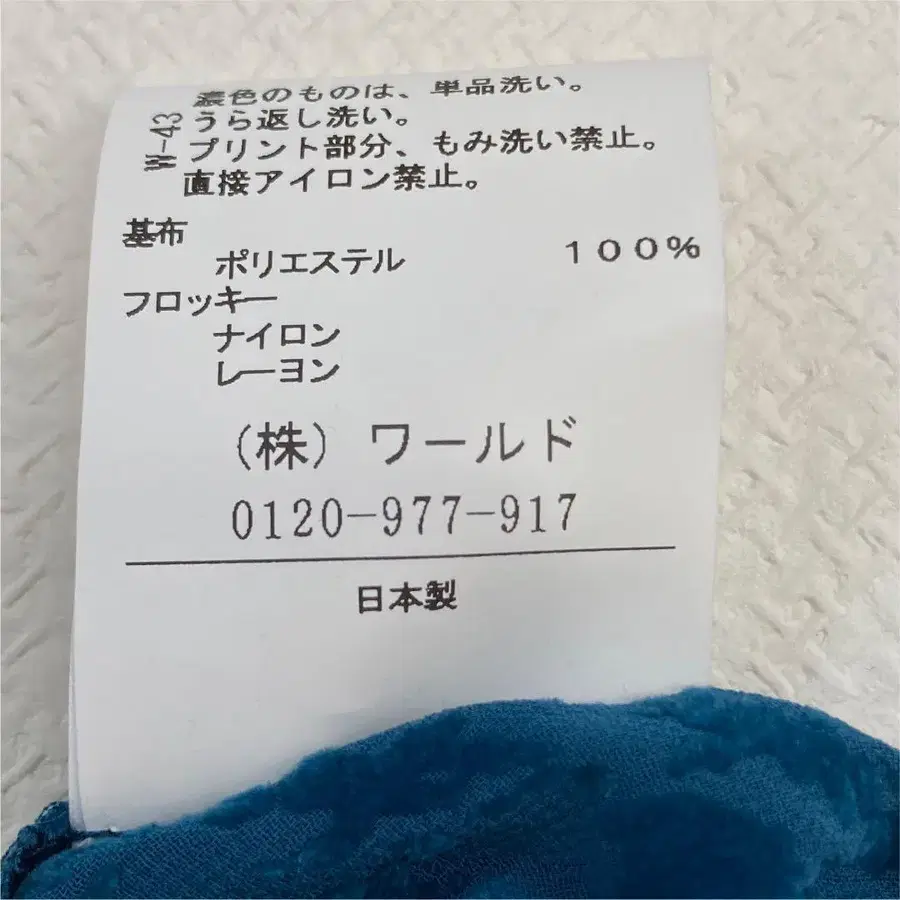 濃色のものは、単品洗い。
うら返し洗い。
プリント部分、もみ洗い禁止。
直接アイロン禁止。
W-43
基布
ポリエステル 100%
フロッキー
ナイロン
レーヨン
(株) ワールド
0120-977-917
日本製